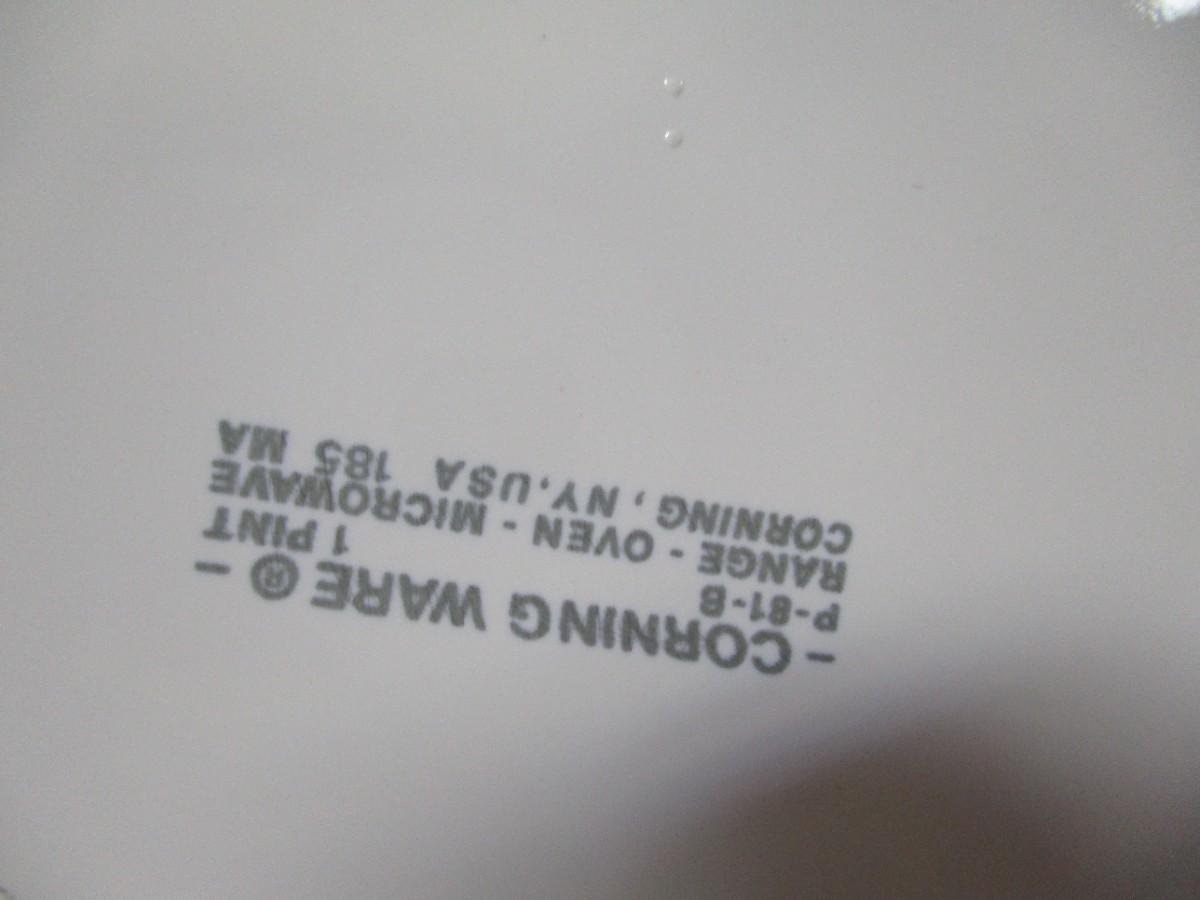 - CORNING WARE ® -
P-81-B 1 PINT
RANGE - OVEN - MICROWAVE
CORNING, NY. USA 185 MA